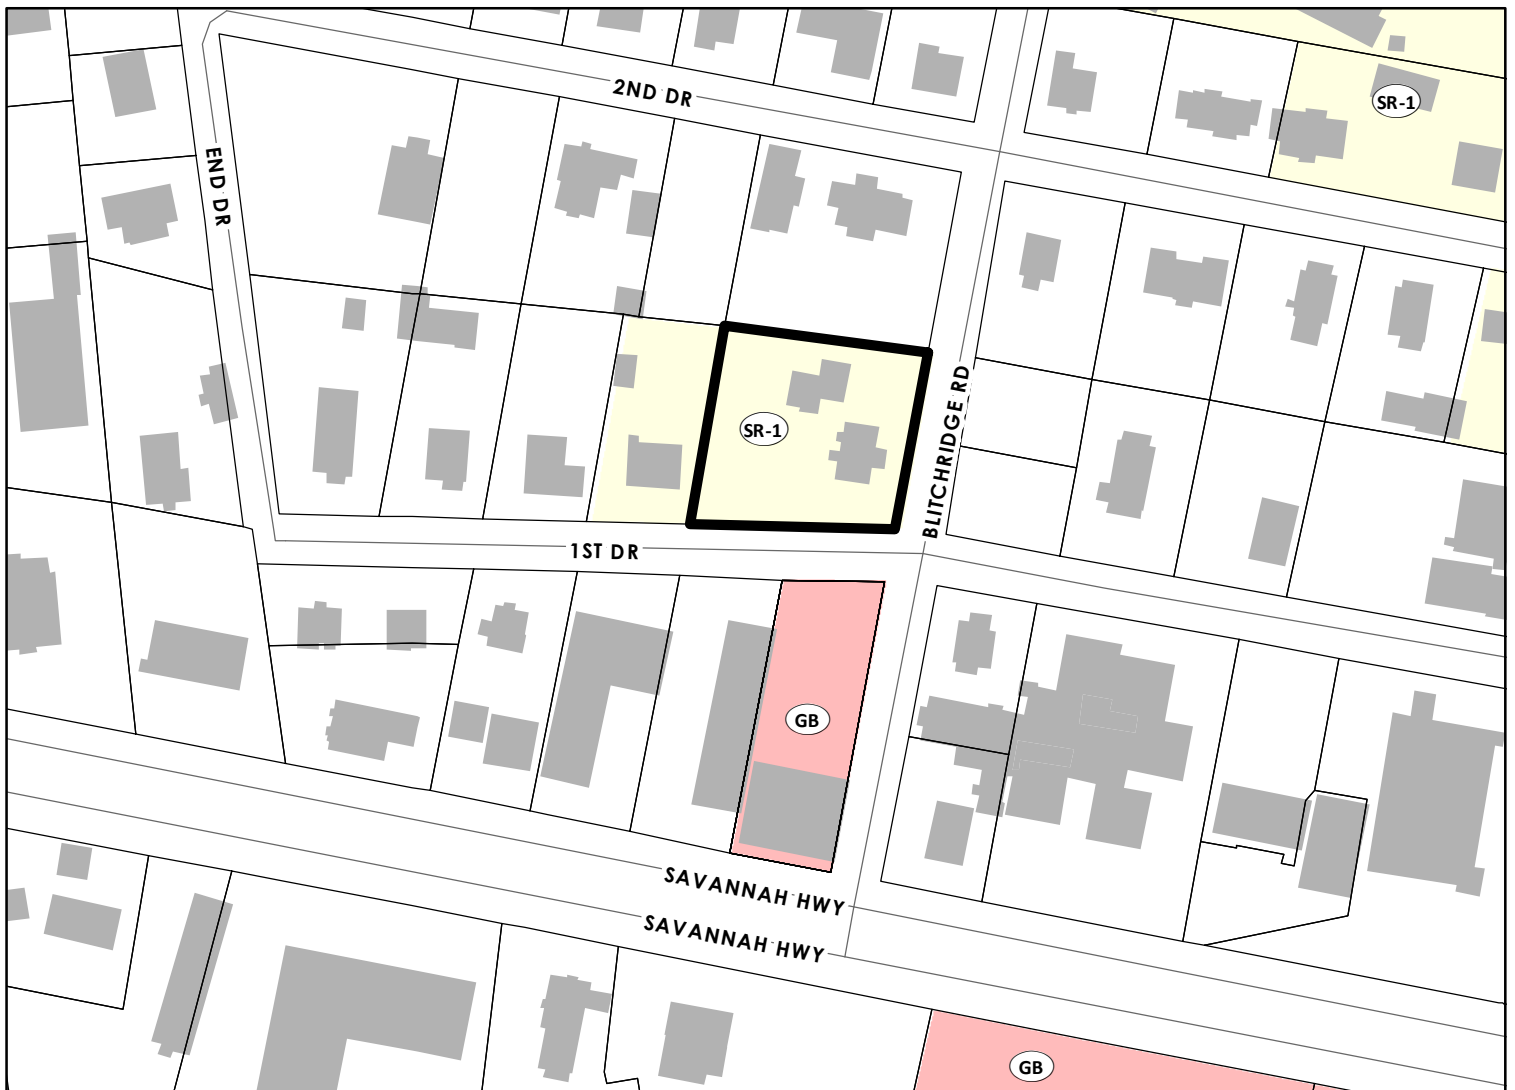 2ND DR
SR-1
END DR
BLITCHRIDGE RD
SR-1
1ST DR
GB
SAVANNAH HWY
SAVANNAH HWY
GB